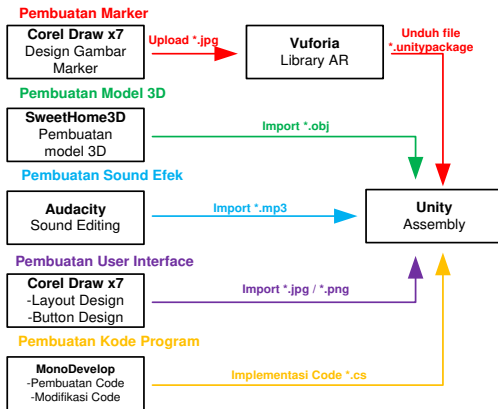 Pembuatan Marker
Corel Draw x7
Design Gambar
Marker
Upload *.jpg
Vuforia
Library AR
Unduh file
*.unitypackage
Pembuatan Model 3D
SweetHome3D
Pembuatan
model 3D
Import *.obj
Pembuatan Sound Efek
Audacity
Sound Editing
Import *.mp3
Unity
Assembly
Pembuatan User Interface
Corel Draw x7
-Layout Design
-Button Design
Import *.jpg / *.png
Pembuatan Kode Program
MonoDevelop
-Pembuatan Code
-Modifikasi Code
Implementasi Code *.cs